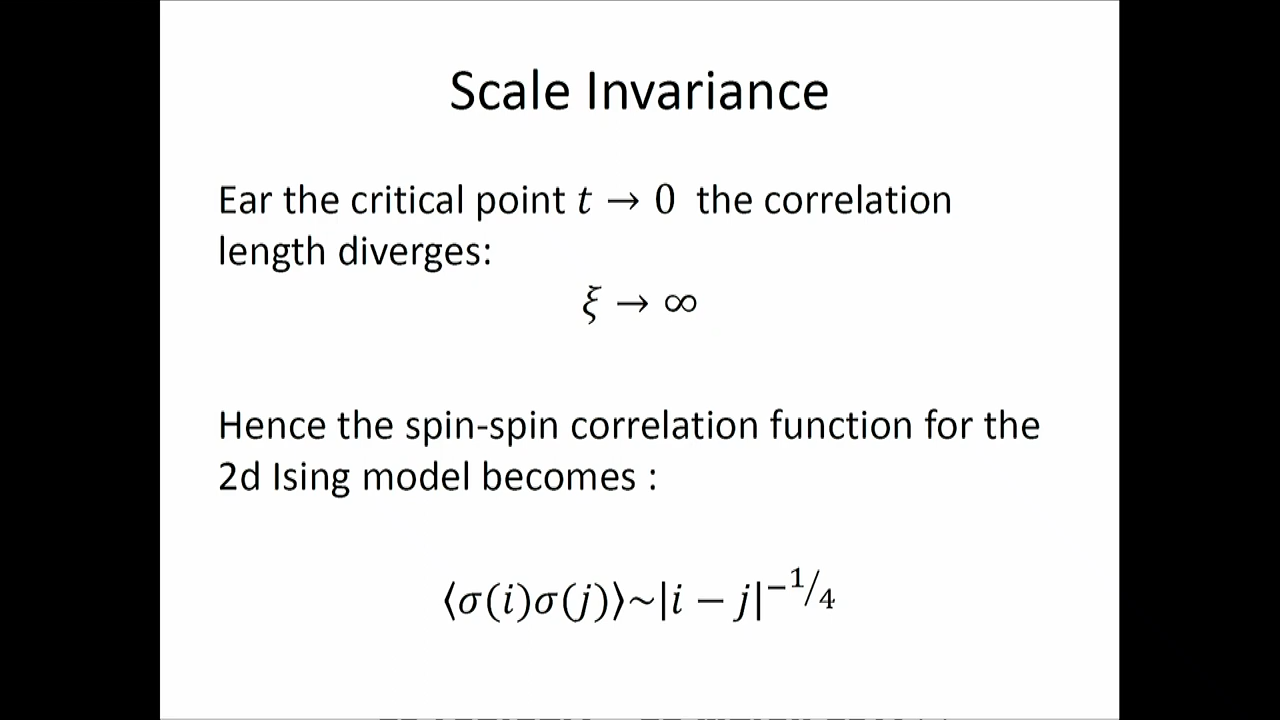 Scale Invariance
Ear the critical point t → 0 the correlation
length diverges:
ξ → ∞
Hence the spin-spin correlation function for the
2d Ising model becomes :
⟨σ(i)σ(j)⟩~|i − j|^−1/4